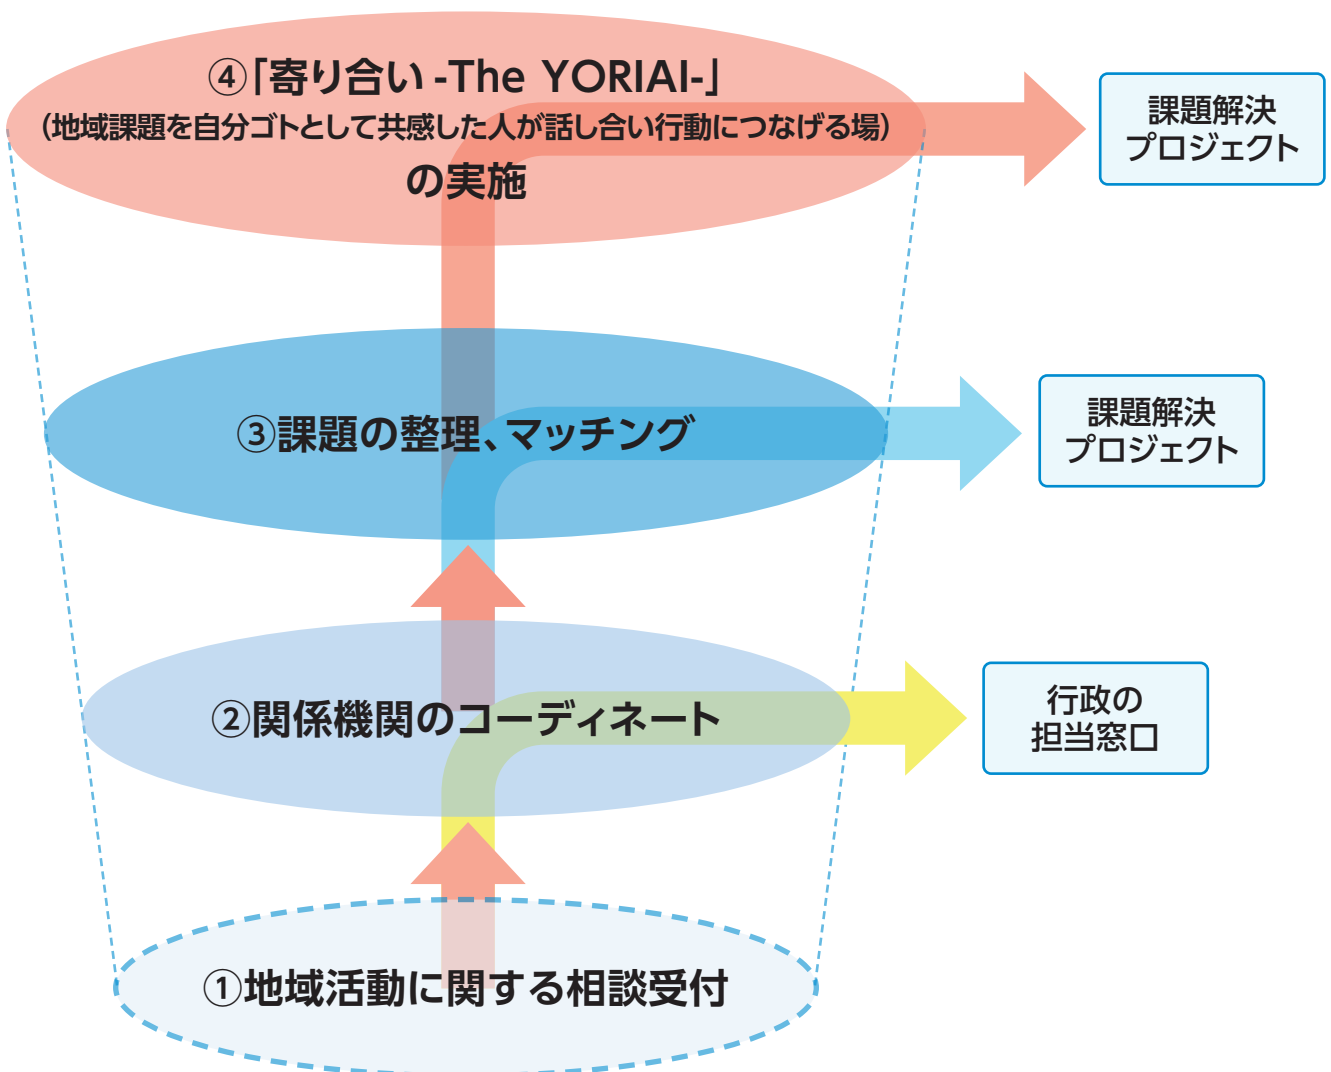 ④「寄り合い -The YORIAI-」
（地域課題を自分ゴトとして共感した人が話し合い行動につなげる場）
の実施
課題解決
プロジェクト
③課題の整理、マッチング
課題解決
プロジェクト
②関係機関のコーディネート
行政の
担当窓口
①地域活動に関する相談受付